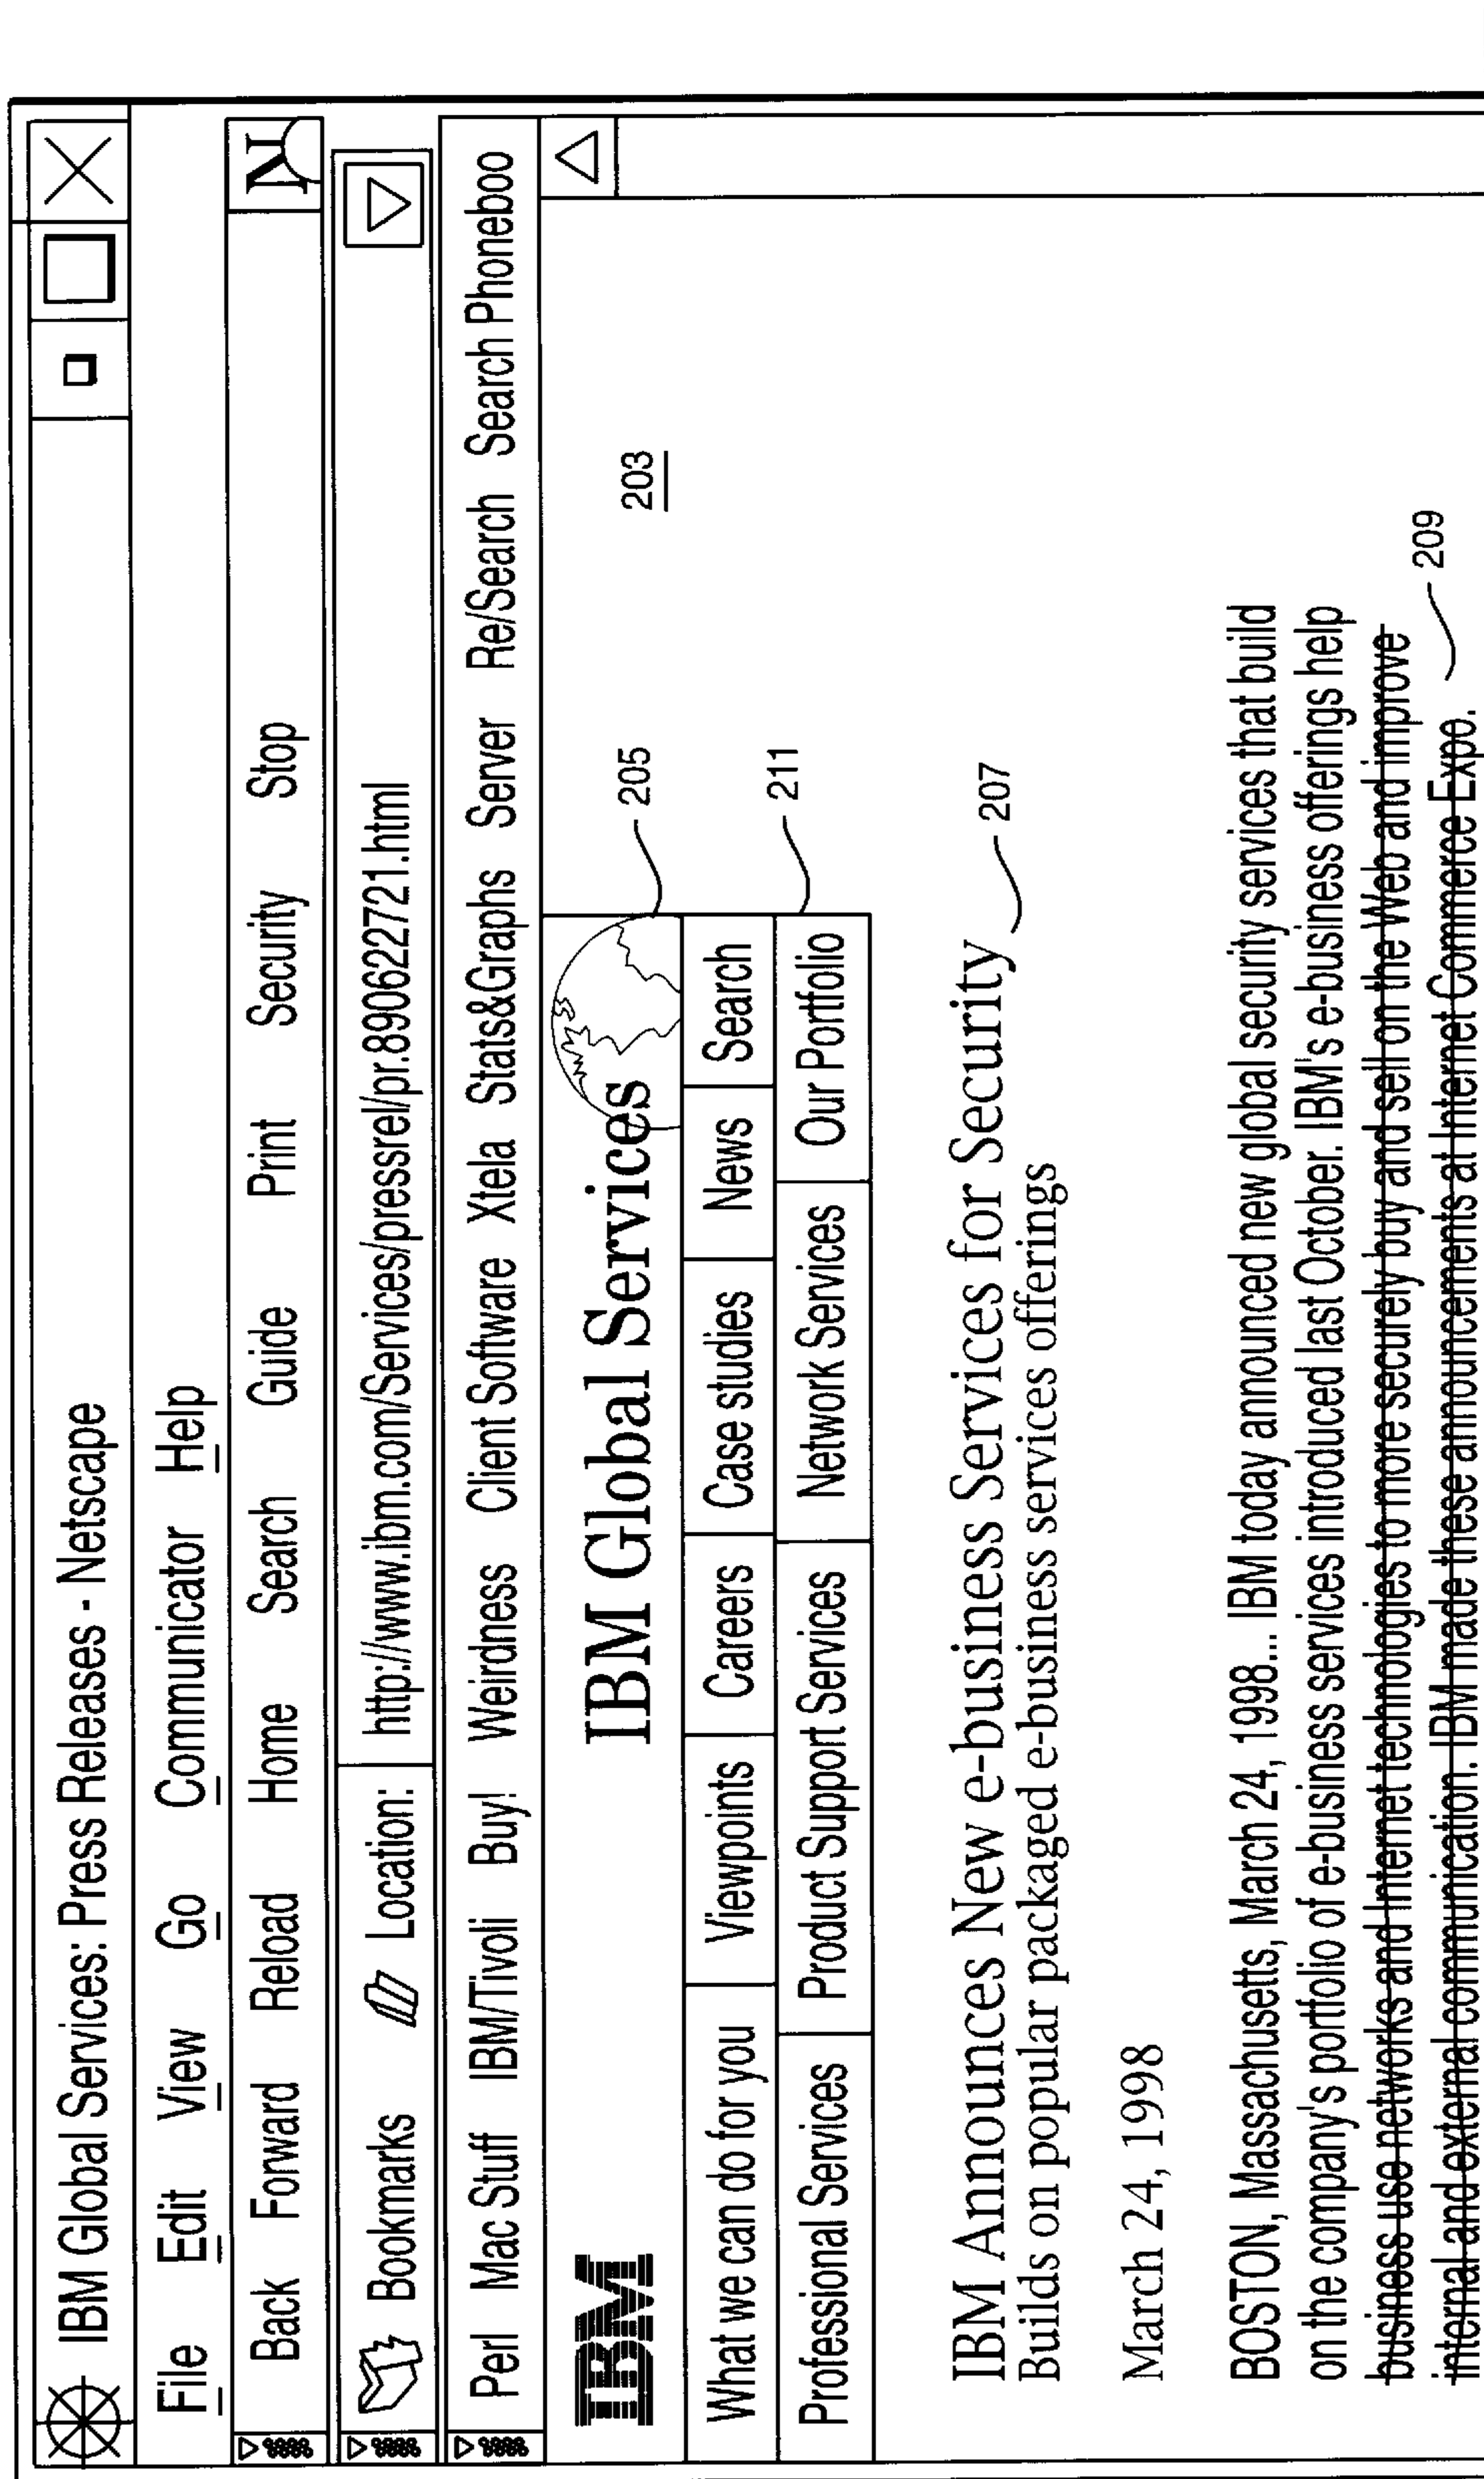 IBM Global Services: Press Releases - Netscape
File Edit View Go Communicator Help
Back Forward Reload Home Search Guide Print Security Stop
N
Bookmarks Location: http://www.ibm.com/Services/pressrel/pr.890622721.html
Perl Mac Stuff IBM/Tivoli Buy! Weirdness Client Software Xtela Stats&Graphs Server Re/Search Search Phoneboo
203
IBM IBM Global Services 205
What we can do for you Viewpoints Careers Case studies News Search
211
Professional Services Product Support Services Network Services Our Portfolio
IBM Announces New e-business Services for Security 207
Builds on popular packaged e-business services offerings
March 24, 1998
BOSTON, Massachusetts, March 24, 1998... IBM today announced new global security services that build
on the company's portfolio of e-business services introduced last October. IBM's e-business offerings help
business use networks and Internet technologies to more securely buy and sell on the Web and improve
209
internal and external communication. IBM made these announcements at Internet Commerce Expo.